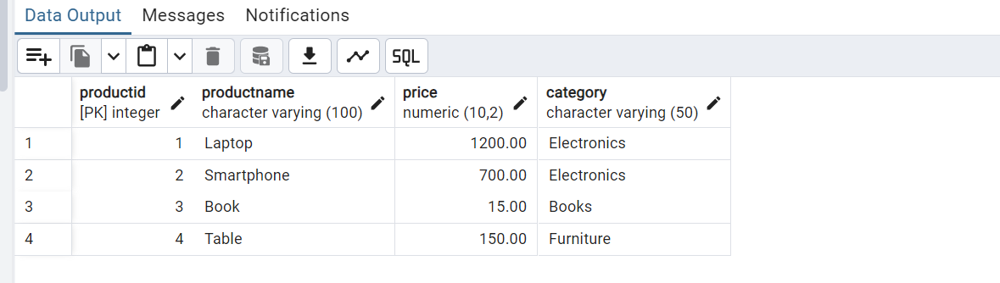 Data Output Messages Notifications
SQL
productid productname price category
[PK] integer character varying (100) numeric (10,2) character varying (50)
1 1 Laptop 1200.00 Electronics
2 2 Smartphone 700.00 Electronics
3 3 Book 15.00 Books
4 4 Table 150.00 Furniture